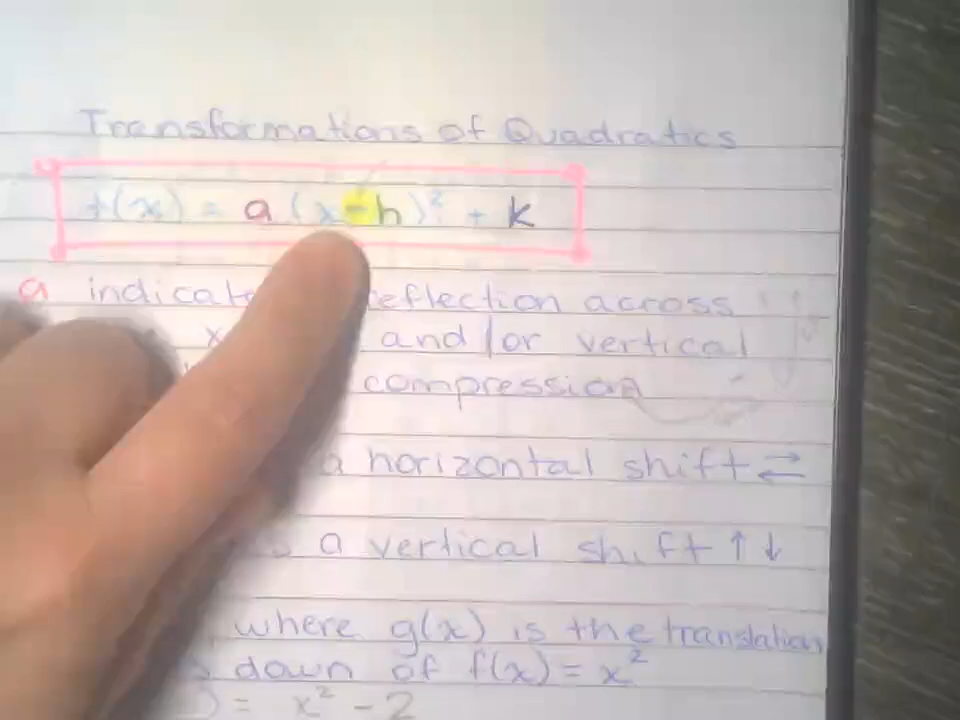 Transformations of Quadratics
f(x) = a (x-h)² + k
a indicat eflection across
x and/or vertical
compression
a horizontal shift ⇄
a vertical shift ↑ ↓
where g(x) is the translation
down of f(x) = x²
) = x² - 2